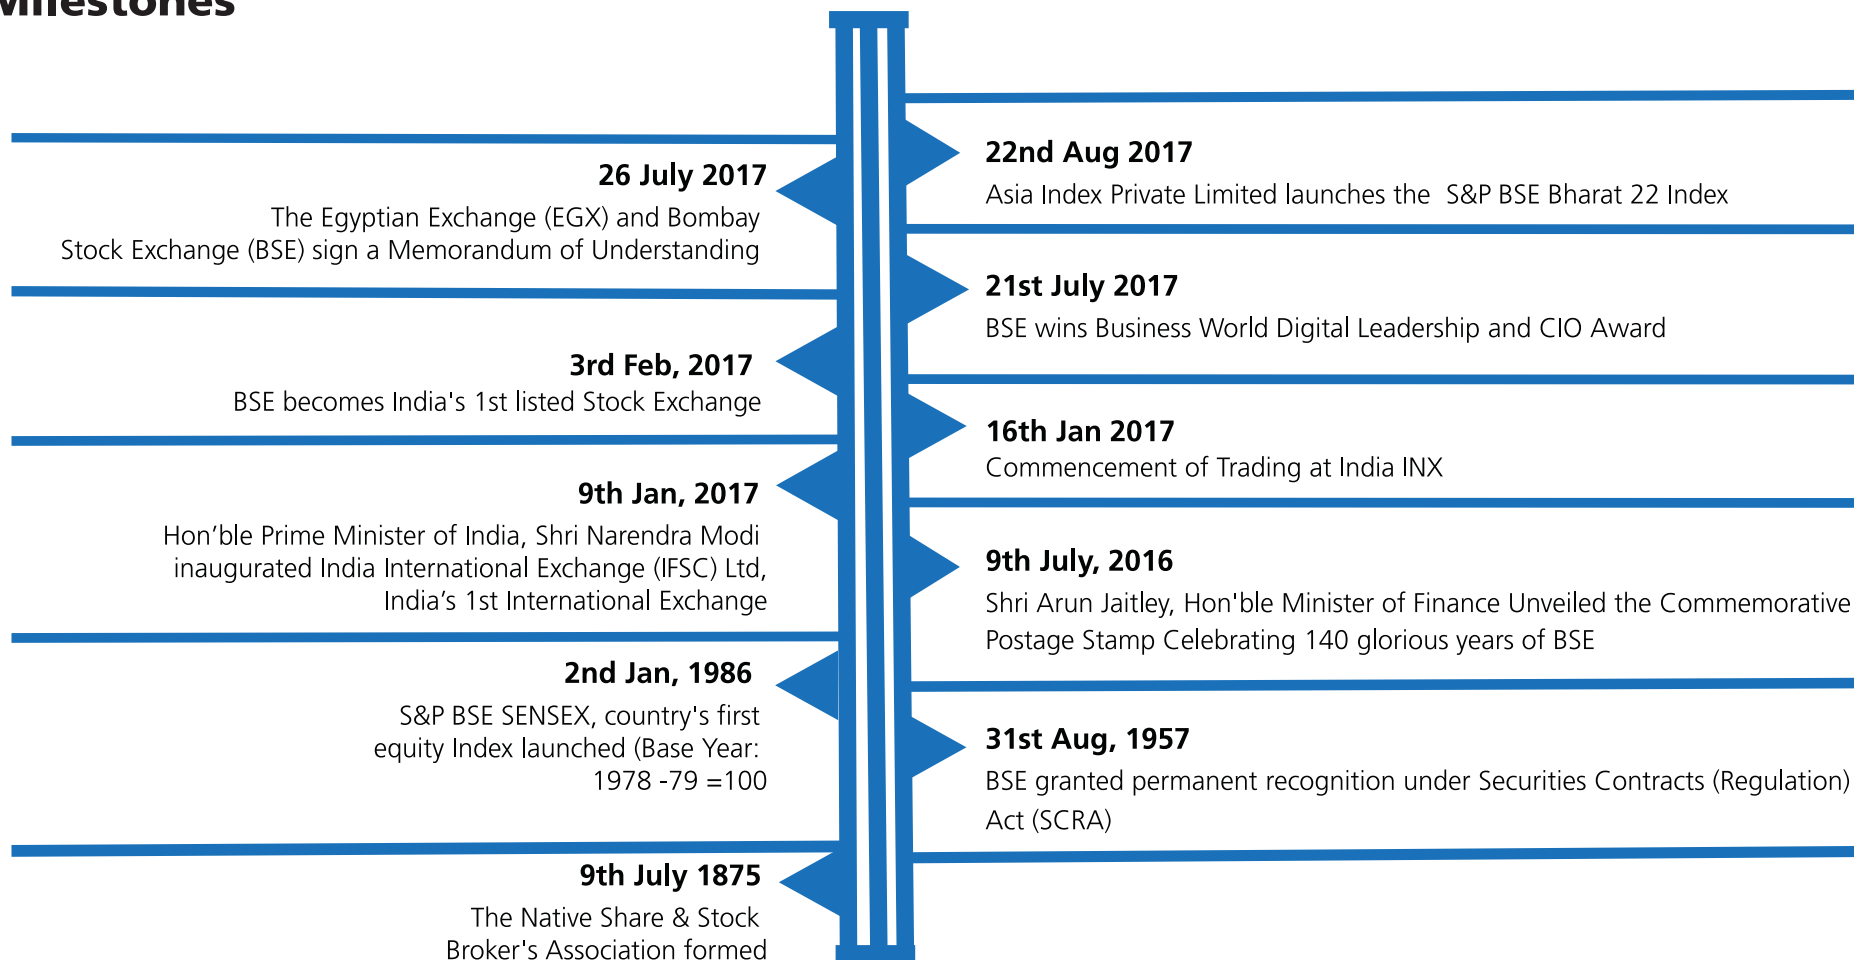 Milestones
22nd Aug 2017
Asia Index Private Limited launches the S&P BSE Bharat 22 Index
26 July 2017
The Egyptian Exchange (EGX) and Bombay
Stock Exchange (BSE) sign a Memorandum of Understanding
21st July 2017
BSE wins Business World Digital Leadership and CIO Award
3rd Feb, 2017
BSE becomes India's 1st listed Stock Exchange
16th Jan 2017
Commencement of Trading at India INX
9th Jan, 2017
Hon’ble Prime Minister of India, Shri Narendra Modi
inaugurated India International Exchange (IFSC) Ltd,
India’s 1st International Exchange
9th July, 2016
Shri Arun Jaitley, Hon'ble Minister of Finance Unveiled the Commemorative
Postage Stamp Celebrating 140 glorious years of BSE
2nd Jan, 1986
S&P BSE SENSEX, country's first
equity Index launched (Base Year:
1978 -79 =100
31st Aug, 1957
BSE granted permanent recognition under Securities Contracts (Regulation)
Act (SCRA)
9th July 1875
The Native Share & Stock
Broker's Association formed